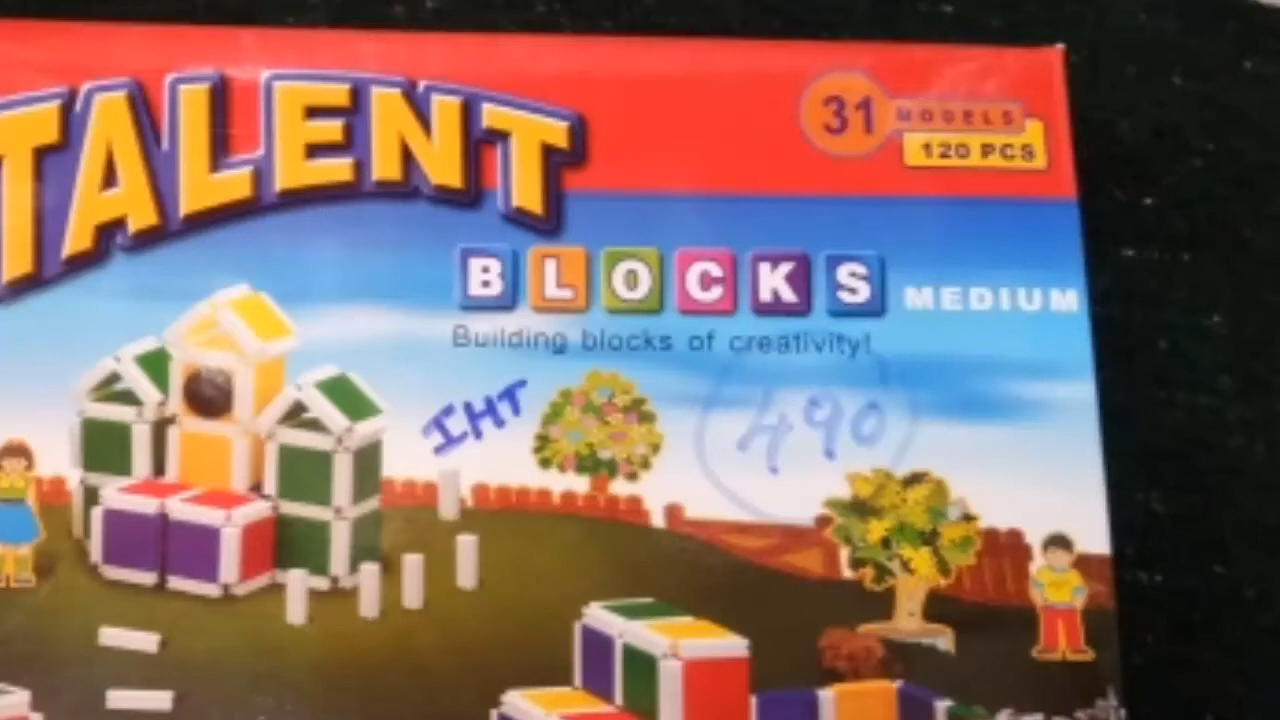 TALENT
31 MODELS
120 PCS
BLOCKS MEDIUM
Building blocks of creativity!
IHT
490